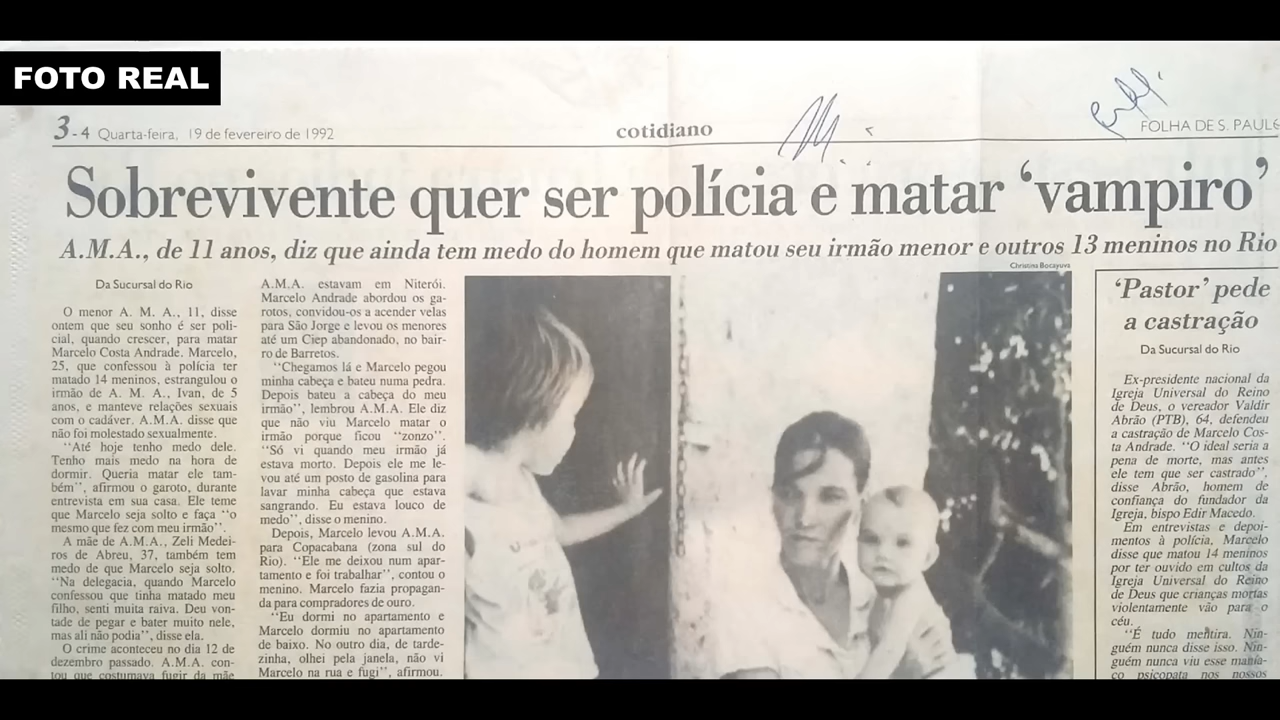 FOTO REAL
3-4 Quarta-feira, 19 de fevereiro de 1992
cotidiano
FOLHA DE S. PAUL
Sobrevivente quer ser polícia e matar ‘vampiro’
A.M.A., de 11 anos, diz que ainda tem medo do homem que matou seu irmão menor e outros 13 meninos no Rio
Da Sucursal do Rio
O menor A. M. A., 11, disse
ontem que seu sonho é ser poli-
cial, quando crescer, para matar
Marcelo Costa Andrade. Marcelo,
25, que confessou à polícia ter
matado 14 meninos, estrangulou o
irmão de A. M. A., Ivan, de 5
anos, e manteve relações sexuais
com o cadáver. A.M.A. disse que
não foi molestado sexualmente.
“Até hoje tenho medo dele.
Tenho mais medo na hora de
dormir. Queria matar ele tam-
bém”, afirmou o garoto, durante
entrevista em sua casa. Ele teme
que Marcelo seja solto e faça “o
mesmo que fez com meu irmão”.
A mãe de A.M.A., Zeli Medei-
ros de Abreu, 37, também tem
medo de que Marcelo seja solto.
“Na delegacia, quando Marcelo
confessou que tinha matado meu
filho, senti muita raiva. Deu von-
tade de pegar e bater muito nele,
mas ali não podia”, disse ela.
O crime aconteceu no dia 12 de
dezembro passado. A.M.A. con-
tou que costumava fugir da mãe
A.M.A. estavam em Niterói.
Marcelo Andrade abordou os ga-
rotos, convidou-os a acender velas
para São Jorge e levou os menores
até um Ciep abandonado, no bair-
ro de Barretos.
“Chegamos lá e Marcelo pegou
minha cabeça e bateu numa pedra.
Depois bateu a cabeça do meu
irmão”, lembrou A.M.A. Ele diz
que não viu Marcelo matar o
irmão porque ficou “zonzo”.
“Só vi quando meu irmão já
estava morto. Depois ele me le-
vou até um posto de gasolina para
lavar minha cabeça que estava
sangrando. Eu estava louco de
medo”, disse o menino.
Depois, Marcelo levou A.M.A.
para Copacabana (zona sul do
Rio). “Ele me deixou num apar-
tamento e foi trabalhar”, contou o
menino. Marcelo fazia propagan-
da para compradores de ouro.
“Eu dormi no apartamento e
Marcelo dormiu no apartamento
de baixo. No outro dia, de tarde-
zinha, olhei pela janela, não vi
Marcelo na rua e fugi”, afirmou.
Christina Bocayuva
‘Pastor’ pede
a castração
Da Sucursal do Rio
Ex-presidente nacional da
Igreja Universal do Reino
de Deus, o vereador Valdir
Abrão (PTB), 64, defendeu
a castração de Marcelo Cos-
ta Andrade. “O ideal seria a
pena de morte, mas antes
ele tem que ser castrado”,
disse Abrão, homem de
confiança do fundador da
Igreja, bispo Edir Macedo.
Em entrevistas e depoi-
mentos à polícia, Marcelo
disse que matou 14 meninos
por ter ouvido em cultos da
Igreja Universal do Reino
de Deus que crianças mortas
violentamente vão para o
céu.
“É tudo mentira. Nin-
guém nunca disse isso. Nin-
guém nunca viu esse manía-
co psicopata nos nossos